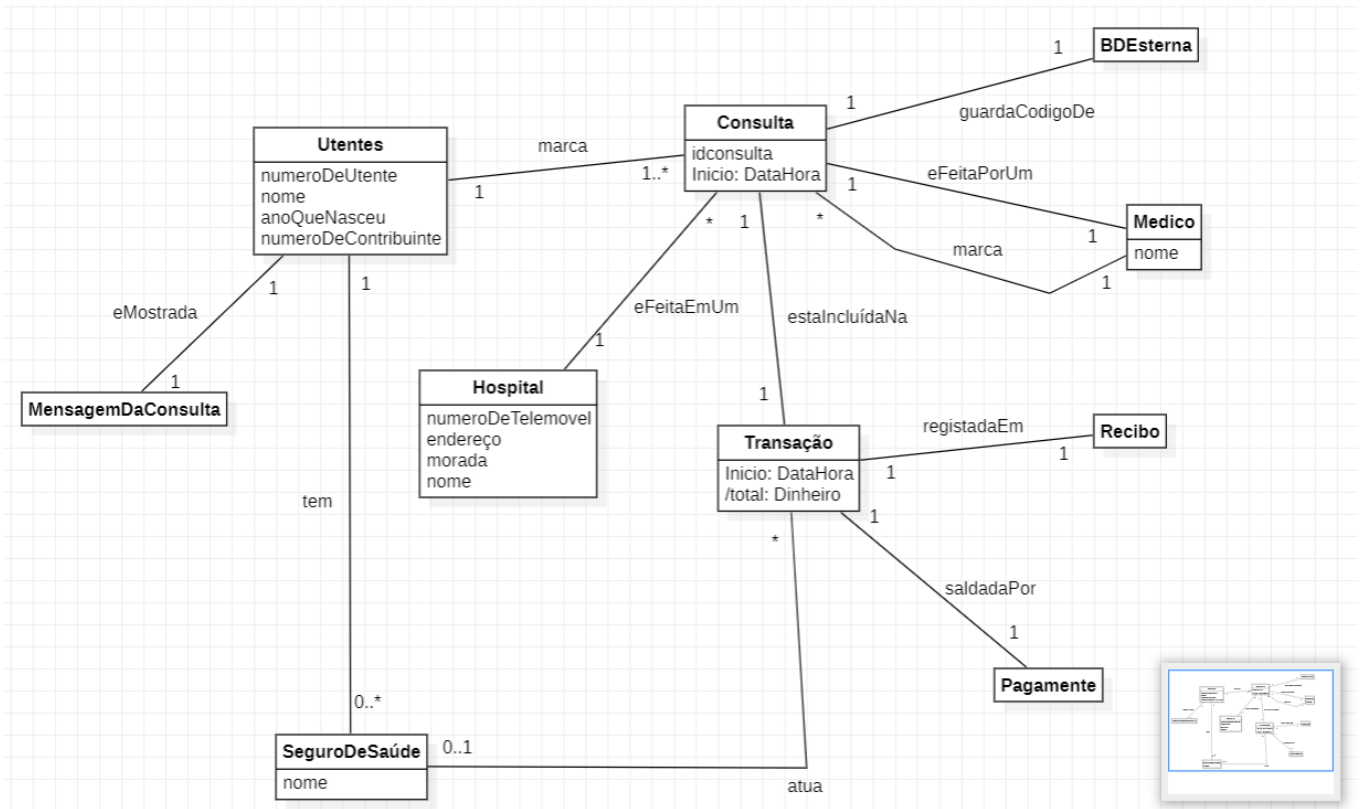 BDEsterna
1
1
guardaCodigoDe
Consulta
idconsulta
Inicio: DataHora
Utentes
numeroDeUtente
nome
anoQueNasceu
numeroDeContribuinte
marca
1
1..*
eFeitaPorUm
1
1
Medico
nome
marca
*
1
*
1
eFeitaEmUm
1
estaIncluídaNa
1
1
eMostrada
1
MensagemDaConsulta
1
Hospital
numeroDeTelemovel
endereço
morada
nome
Transação
Inicio: DataHora
/total: Dinheiro
registadaEm
1
1
Recibo
tem
1
*
saldadaPor
1
Pagamente
0..*
SeguroDeSaúde
nome
0..1
atua